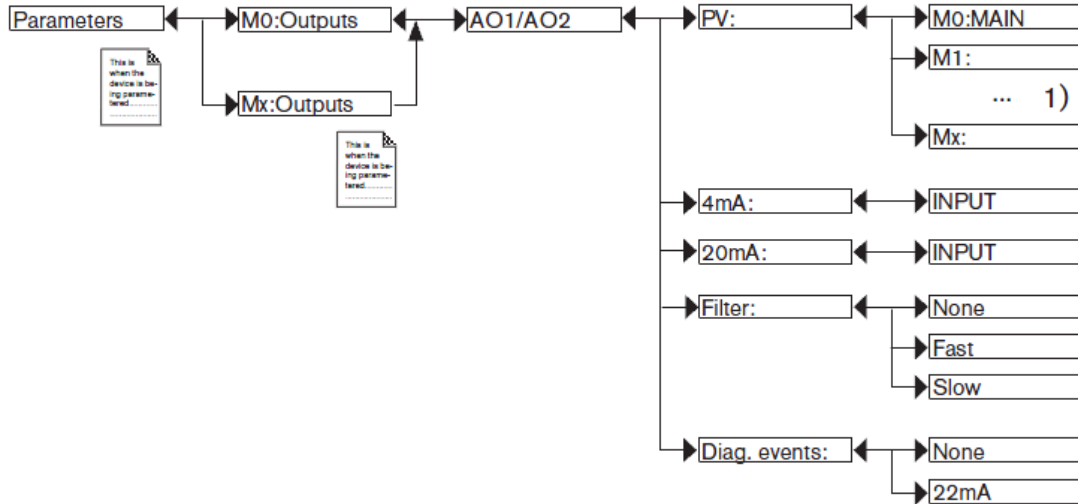 Parameters
M0:Outputs
AO1/AO2
PV:
M0:MAIN
M1:
... 1)
Mx:Outputs
Mx:
This is
when the
device is be-
ing parame-
tered............
........................
This is
when the
device is be-
ing parame-
tered............
........................
4mA:
INPUT
20mA:
INPUT
Filter:
None
Fast
Slow
Diag. events:
None
22mA